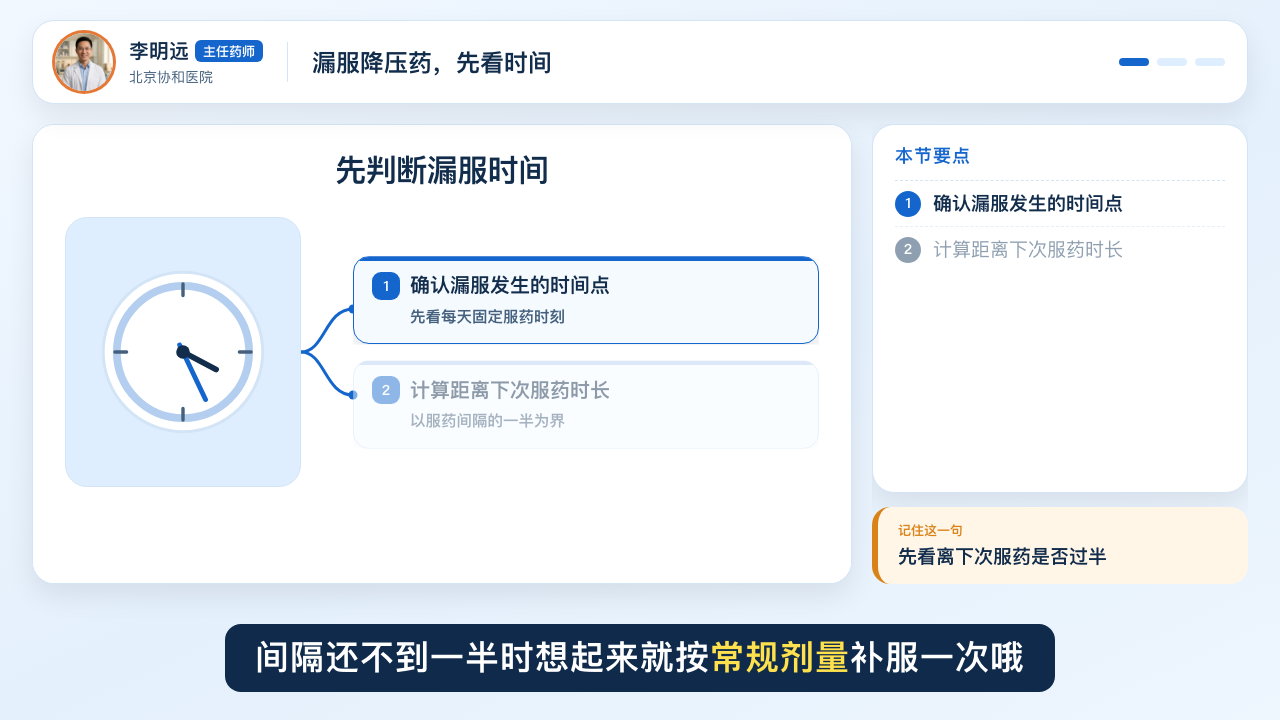 李明远 主任药师
北京协和医院
漏服降压药，先看时间
先判断漏服时间
1 确认漏服发生的时间点
先看每天固定服药时刻
2 计算距离下次服药时长
以服药间隔的一半为界
本节要点
1 确认漏服发生的时间点
2 计算距离下次服药时长
记住这一句
先看离下次服药是否过半
间隔还不到一半时想起来就按常规剂量补服一次哦